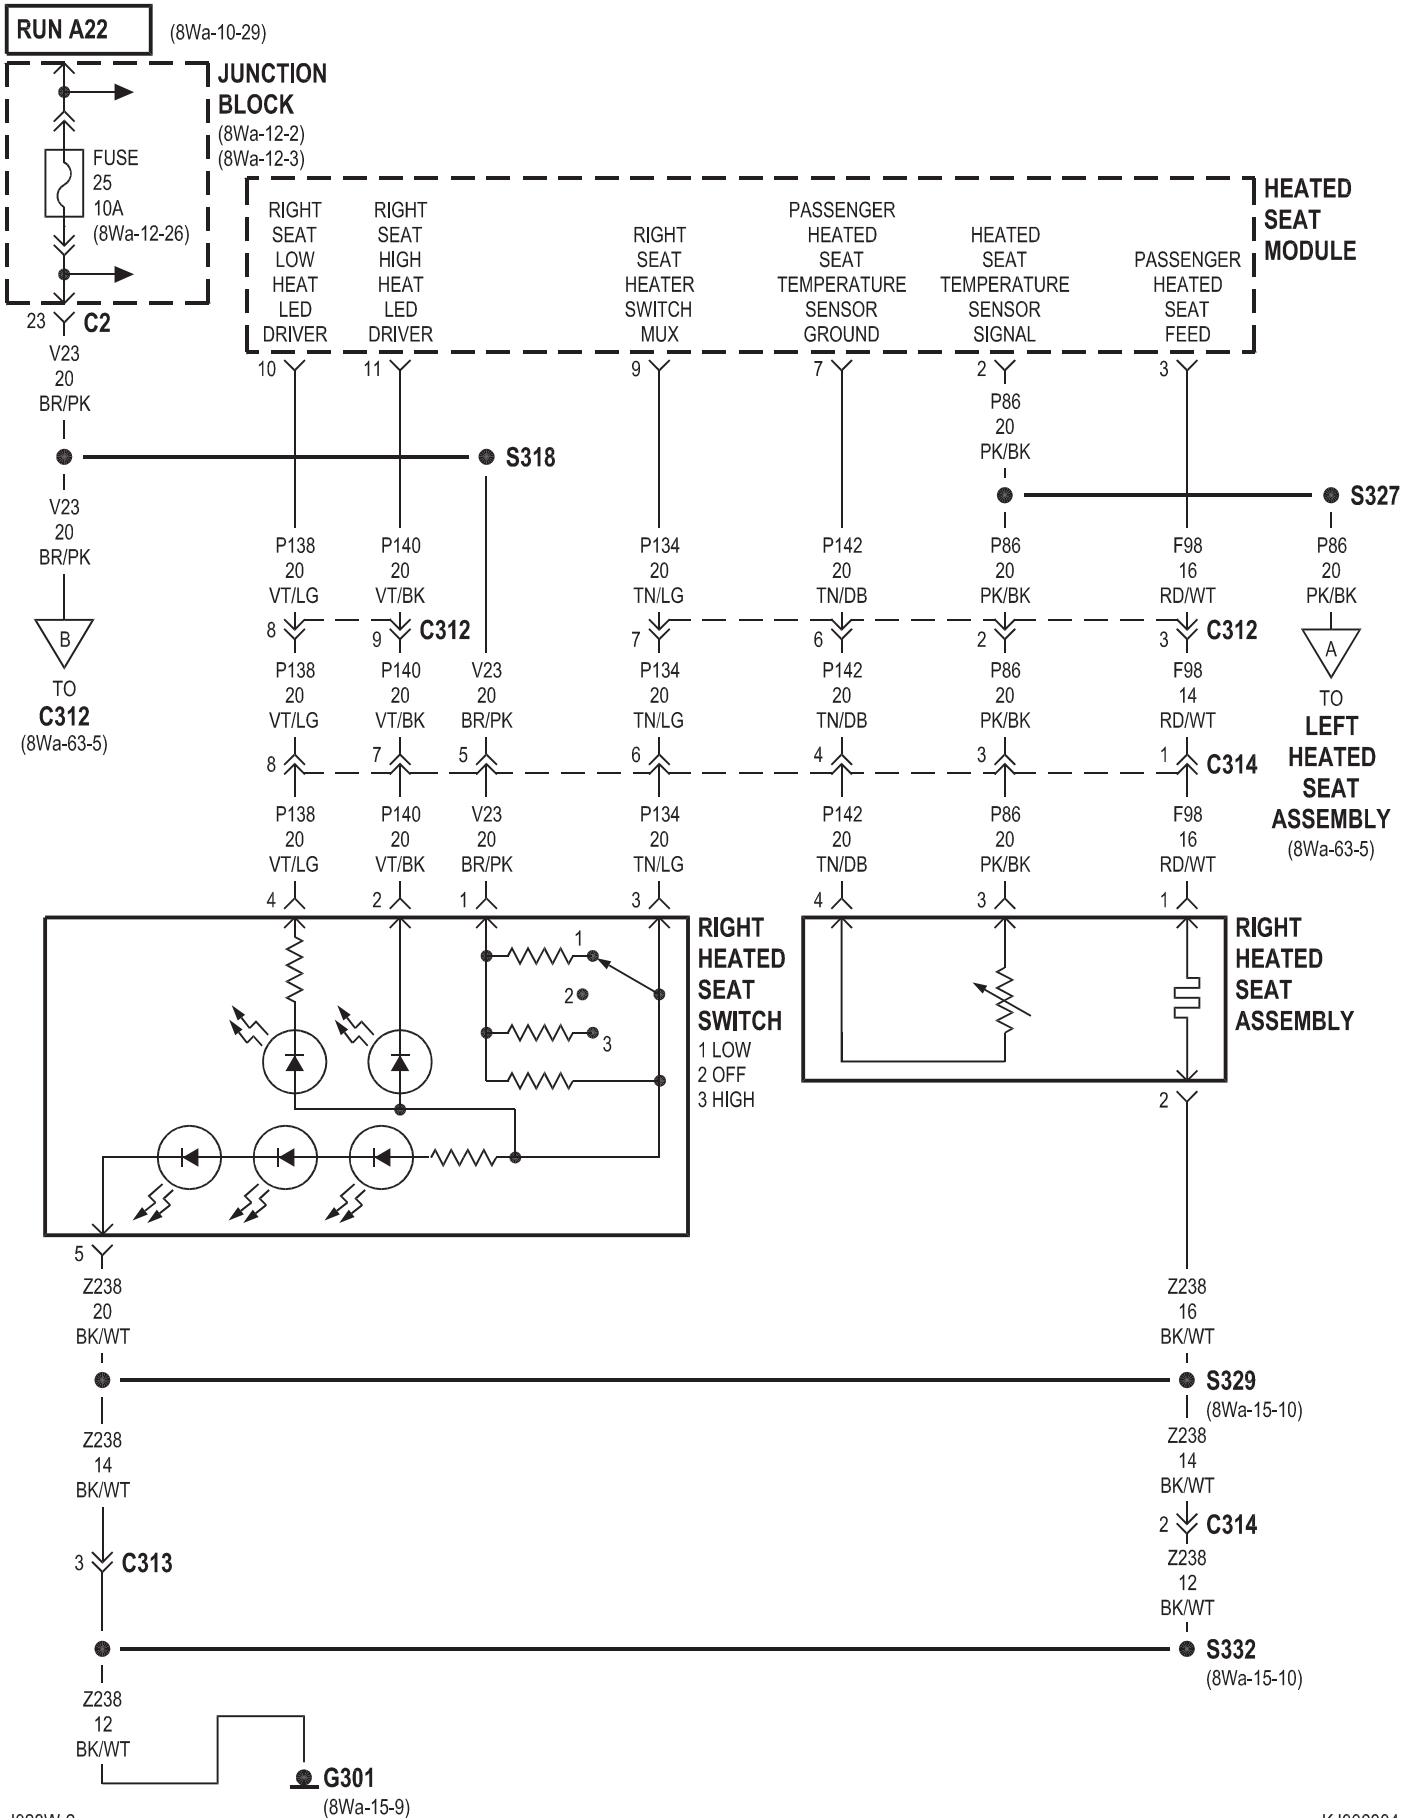 RUN A22
(8Wa-10-29)
JUNCTION
BLOCK
(8Wa-12-2)
(8Wa-12-3)
FUSE
25
10A
(8Wa-12-26)
HEATED
SEAT
MODULE
RIGHT
SEAT
LOW
HEAT
LED
DRIVER
RIGHT
SEAT
HIGH
HEAT
LED
DRIVER
RIGHT
SEAT
HEATER
SWITCH
MUX
PASSENGER
HEATED
SEAT
TEMPERATURE
SENSOR
GROUND
HEATED
SEAT
TEMPERATURE
SENSOR
SIGNAL
PASSENGER
HEATED
SEAT
FEED
23 C2
10 11 9 7 2 3
V23
20
BR/PK
P86
20
PK/BK
S318
S327
V23
20
BR/PK
P138
20
VT/LG
P140
20
VT/BK
P134
20
TN/LG
P142
20
TN/DB
P86
20
PK/BK
F98
16
RD/WT
P86
20
PK/BK
B
TO
C312
(8Wa-63-5)
8 9 C312 7 6 2 3 C312
A
TO
LEFT
HEATED
SEAT
ASSEMBLY
(8Wa-63-5)
P138
20
VT/LG
P140
20
VT/BK
V23
20
BR/PK
P134
20
TN/LG
P142
20
TN/DB
P86
20
PK/BK
F98
14
RD/WT
8 7 5 6 4 3 1 C314
P138
20
VT/LG
P140
20
VT/BK
V23
20
BR/PK
P134
20
TN/LG
P142
20
TN/DB
P86
20
PK/BK
F98
16
RD/WT
4 2 1 3 4 3 1
1
2
3
RIGHT
HEATED
SEAT
SWITCH
1 LOW
2 OFF
3 HIGH
RIGHT
HEATED
SEAT
ASSEMBLY
2
5
Z238
20
BK/WT
Z238
16
BK/WT
S329
(8Wa-15-10)
Z238
14
BK/WT
Z238
14
BK/WT
2 C314
3 C313
Z238
12
BK/WT
S332
(8Wa-15-10)
Z238
12
BK/WT
G301
(8Wa-15-9)